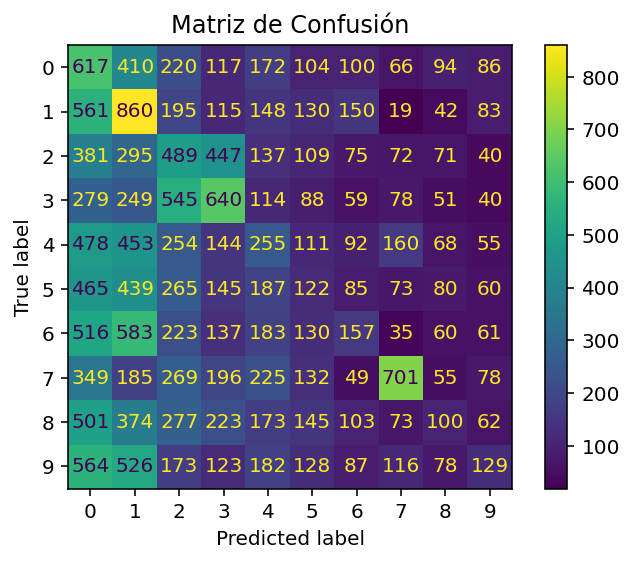 Matriz de Confusión
0 617 410 220 117 172 104 100 66 94 86
1 561 860 195 115 148 130 150 19 42 83
2 381 295 489 447 137 109 75 72 71 40
3 279 249 545 640 114 88 59 78 51 40
4 478 453 254 144 255 111 92 160 68 55
5 465 439 265 145 187 122 85 73 80 60
6 516 583 223 137 183 130 157 35 60 61
7 349 185 269 196 225 132 49 701 55 78
8 501 374 277 223 173 145 103 73 100 62
9 564 526 173 123 182 128 87 116 78 129
0 1 2 3 4 5 6 7 8 9
Predicted label
True label
800
700
600
500
400
300
200
100